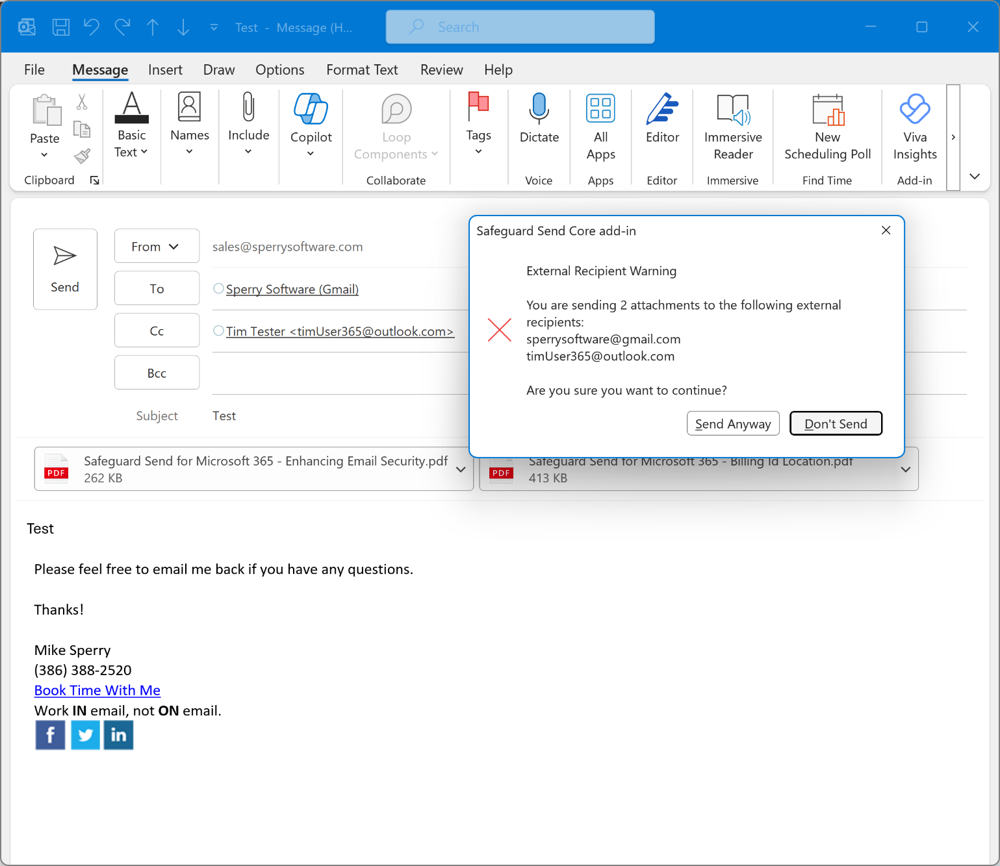 Test - Message (H...
Search
File Message Insert Draw Options Format Text Review Help
Paste
Clipboard
Basic
Text
Names
Include
Copilot
Loop
Components
Collaborate
Tags
Dictate
Voice
All
Apps
Apps
Editor
Editor
Immersive
Reader
Immersive
New
Scheduling Poll
Find Time
Viva
Insights
Add-in
Send
From
sales@sperrysoftware.com
To
Sperry Software (Gmail)
Cc
Tim Tester <timUser365@outlook.com>
Bcc
Subject
Test
Safeguard Send Core add-in
External Recipient Warning
You are sending 2 attachments to the following external
recipients:
sperrysoftware@gmail.com
timUser365@outlook.com
Are you sure you want to continue?
Send Anyway
Don't Send
PDF
Safeguard Send for Microsoft 365 - Enhancing Email Security.pdf
262 KB
PDF
Safeguard Send for Microsoft 365 - Billing Id Location.pdf
413 KB
Test
Please feel free to email me back if you have any questions.
Thanks!
Mike Sperry
(386) 388-2520
Book Time With Me
Work IN email, not ON email.
f
in